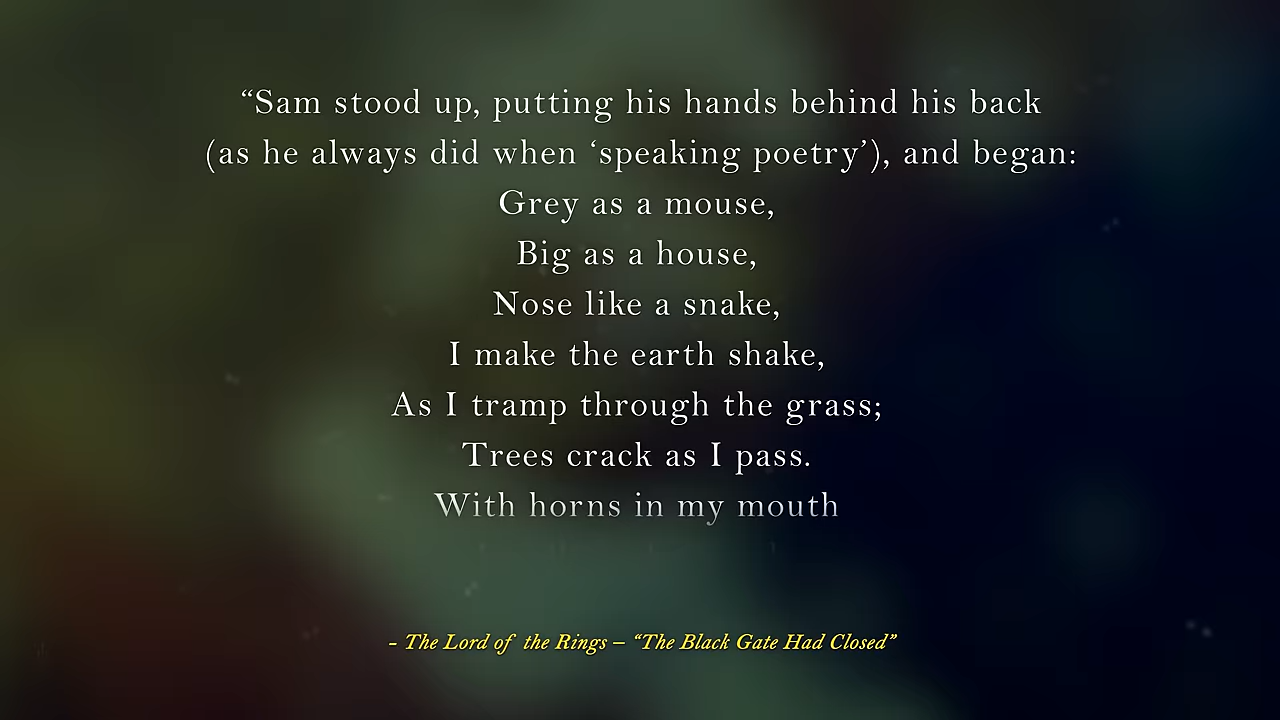 “Sam stood up, putting his hands behind his back
(as he always did when ‘speaking poetry’), and began:
Grey as a mouse,
Big as a house,
Nose like a snake,
I make the earth shake,
As I tramp through the grass;
Trees crack as I pass.
With horns in my mouth
- The Lord of the Rings – “The Black Gate Had Closed”